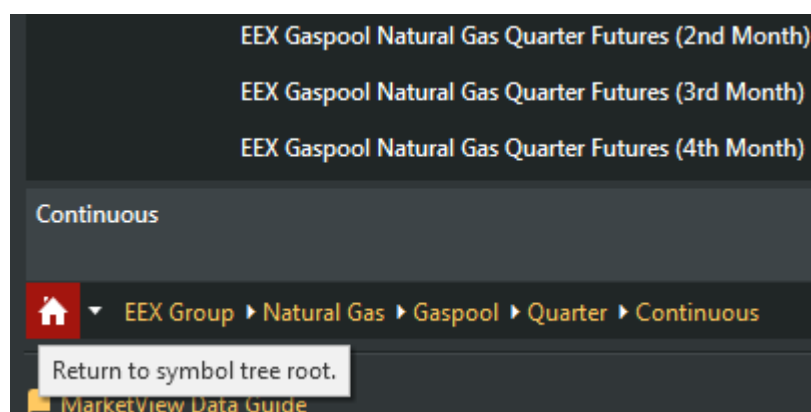 EEX Gaspool Natural Gas Quarter Futures (2nd Month)
EEX Gaspool Natural Gas Quarter Futures (3rd Month)
EEX Gaspool Natural Gas Quarter Futures (4th Month)
Continuous
EEX Group Natural Gas Gaspool Quarter Continuous
Return to symbol tree root.
MarketView Data Guide